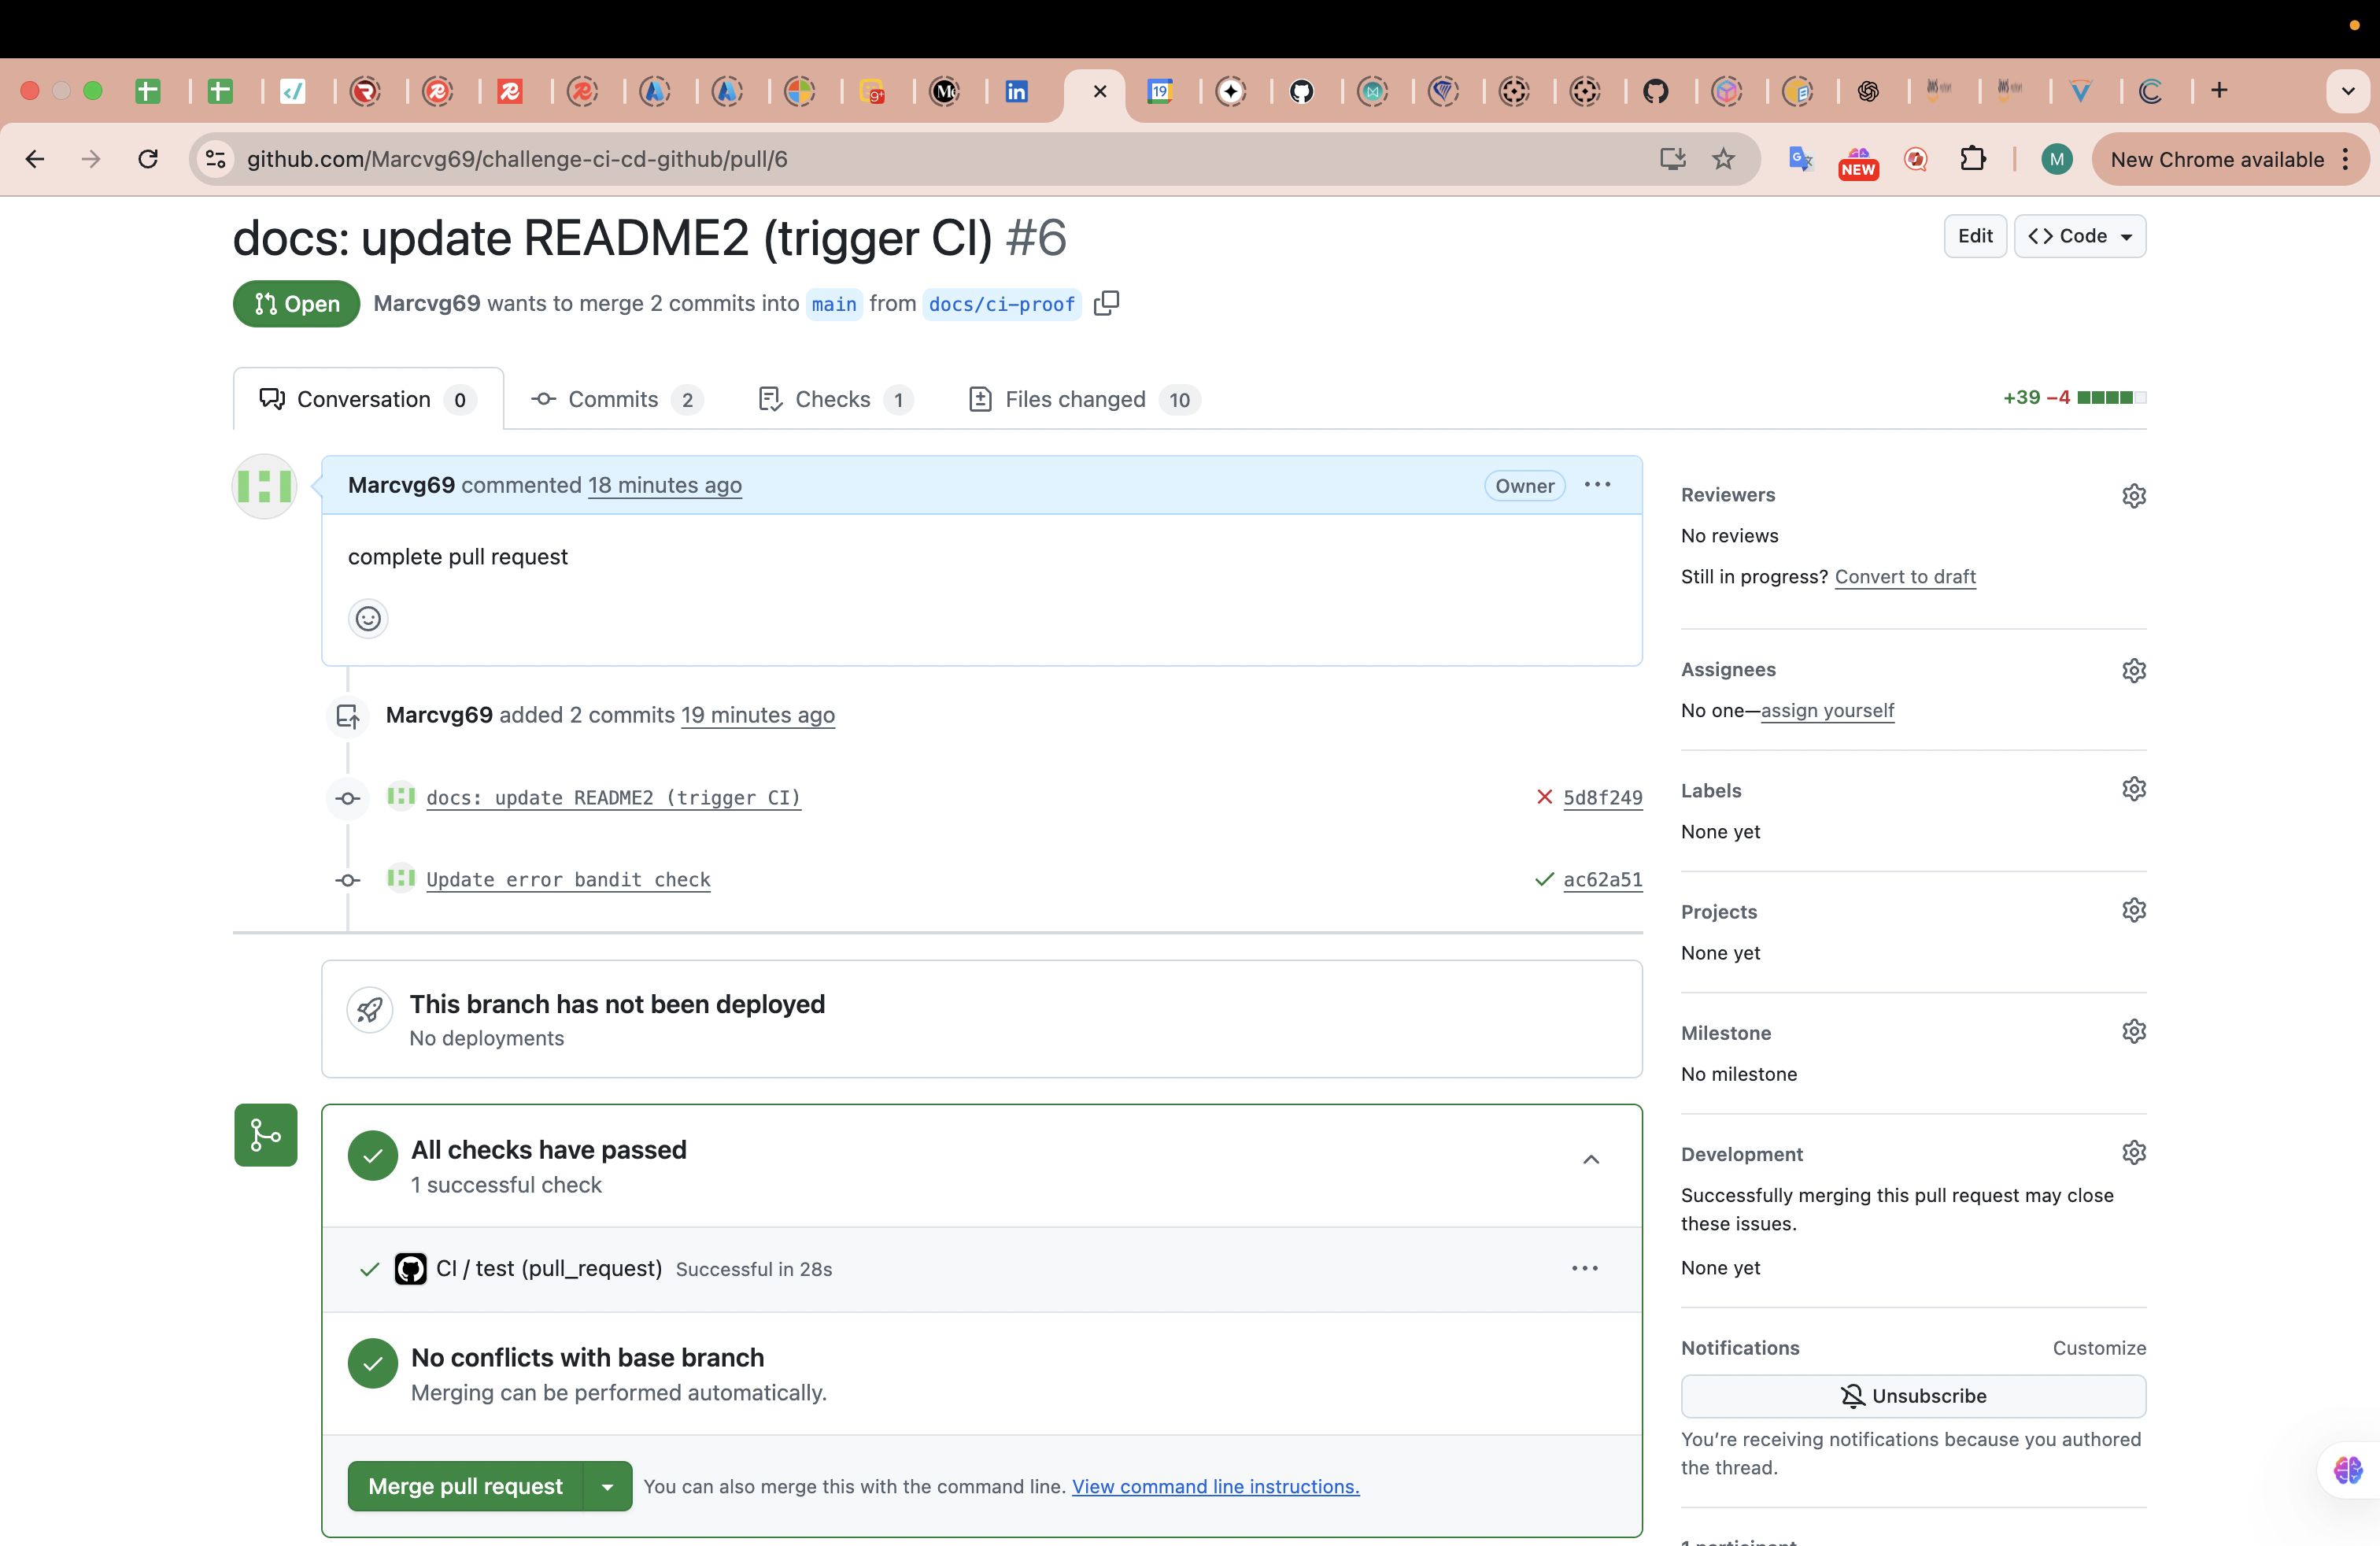 github.com/Marcvg69/challenge-ci-cd-github/pull/6
NEW
M
New Chrome available
docs: update README2 (trigger CI) #6
Edit
Code
Open
Marcvg69 wants to merge 2 commits into main from docs/ci-proof
Conversation 0
Commits 2
Checks 1
Files changed 10
+39 −4
Marcvg69 commented 18 minutes ago
Owner
complete pull request
Marcvg69 added 2 commits 19 minutes ago
docs: update README2 (trigger CI)
5d8f249
Update error bandit check
ac62a51
This branch has not been deployed
No deployments
All checks have passed
1 successful check
CI / test (pull_request) Successful in 28s
No conflicts with base branch
Merging can be performed automatically.
Merge pull request
You can also merge this with the command line. View command line instructions.
Reviewers
No reviews
Still in progress? Convert to draft
Assignees
No one—assign yourself
Labels
None yet
Projects
None yet
Milestone
No milestone
Development
Successfully merging this pull request may close
these issues.
None yet
Notifications
Customize
Unsubscribe
You're receiving notifications because you authored
the thread.
1 participant